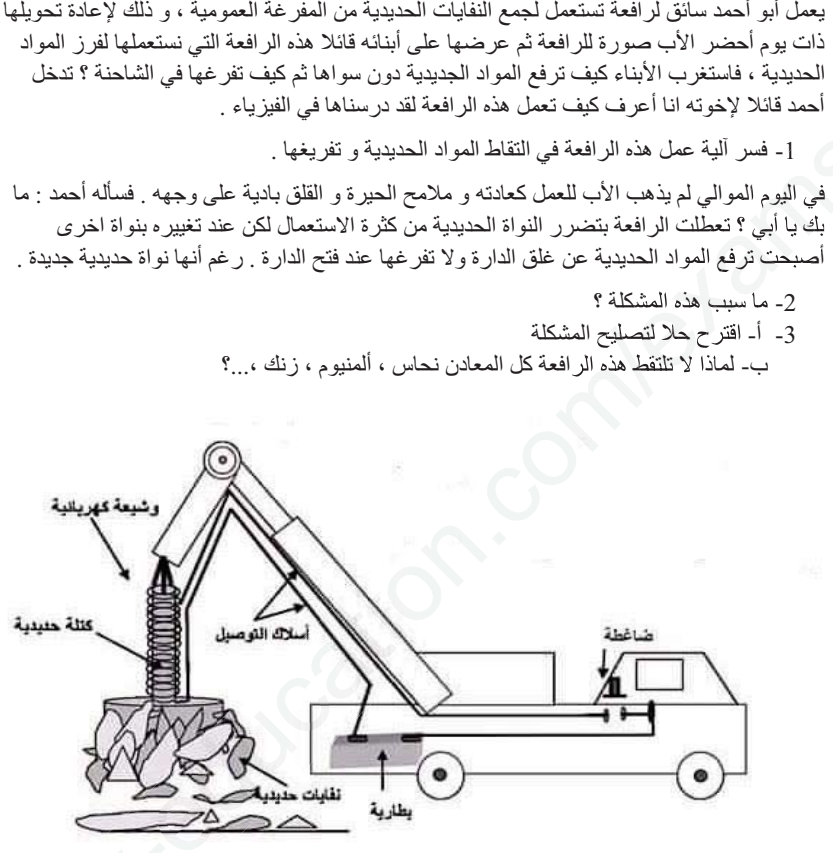 يعمل أبو أحمد سائق لرافعة تستعمل لجمع النفايات الحديدية من المفرغة العمومية ، و ذلك لإعادة تحويلها
ذات يوم أحضر الأب صورة للرافعة ثم عرضها على أبنائه قائلا هذه الرافعة التي نستعملها لفرز المواد
الحديدية ، فاستغرب الأبناء كيف ترفع المواد الجديدية دون سواها ثم كيف تفرغها في الشاحنة ؟ تدخل
أحمد قائلا لإخوته انا أعرف كيف تعمل هذه الرافعة لقد درسناها في الفيزياء .
1- فسر آلية عمل هذه الرافعة في التقاط المواد الحديدية و تفريغها .
في اليوم الموالي لم يذهب الأب للعمل كعادته و ملامح الحيرة و القلق بادية على وجهه . فسأله أحمد : ما
بك يا أبي ؟ تعطلت الرافعة بتضرر النواة الحديدية من كثرة الاستعمال لكن عند تغييره بنواة اخرى
أصبحت ترفع المواد الحديدية عن غلق الدارة ولا تفرغها عند فتح الدارة . رغم أنها نواة حديدية جديدة .
2- ما سبب هذه المشكلة ؟
3- أ- اقترح حلا لتصليح المشكلة
ب- لماذا لا تلتقط هذه الرافعة كل المعادن نحاس ، ألمنيوم ، زنك ،...؟
وشيعة كهربائية
كتلة حديدية
أسلاك التوصيل
ضاغطة
نفايات حديدية
بطارية